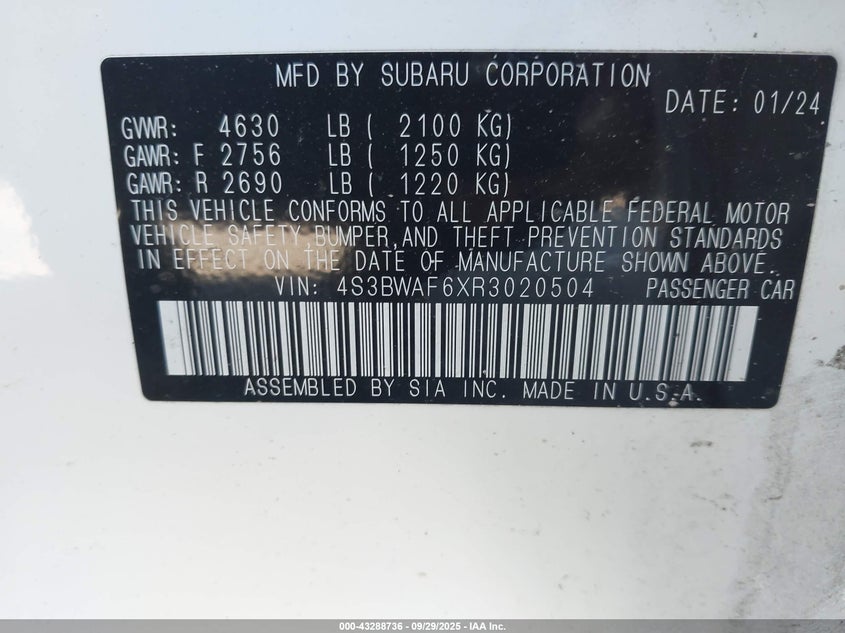 MFD BY SUBARU CORPORATION
DATE: 01/24
GVWR: 4630 LB ( 2100 KG)
GAWR: F 2756 LB ( 1250 KG)
GAWR: R 2690 LB ( 1220 KG)
THIS VEHICLE CONFORMS TO ALL APPLICABLE FEDERAL MOTOR
VEHICLE SAFETY,BUMPER,AND THEFT PREVENTION STANDARDS
IN EFFECT ON THE DATE OF MANUFACTURE SHOWN ABOVE.
VIN: 4S3BWAF6XR3020504 PASSENGER CAR
ASSEMBLED BY SIA INC. MADE IN U.S.A.
000-43288736 - 09/29/2025 - IAA Inc.